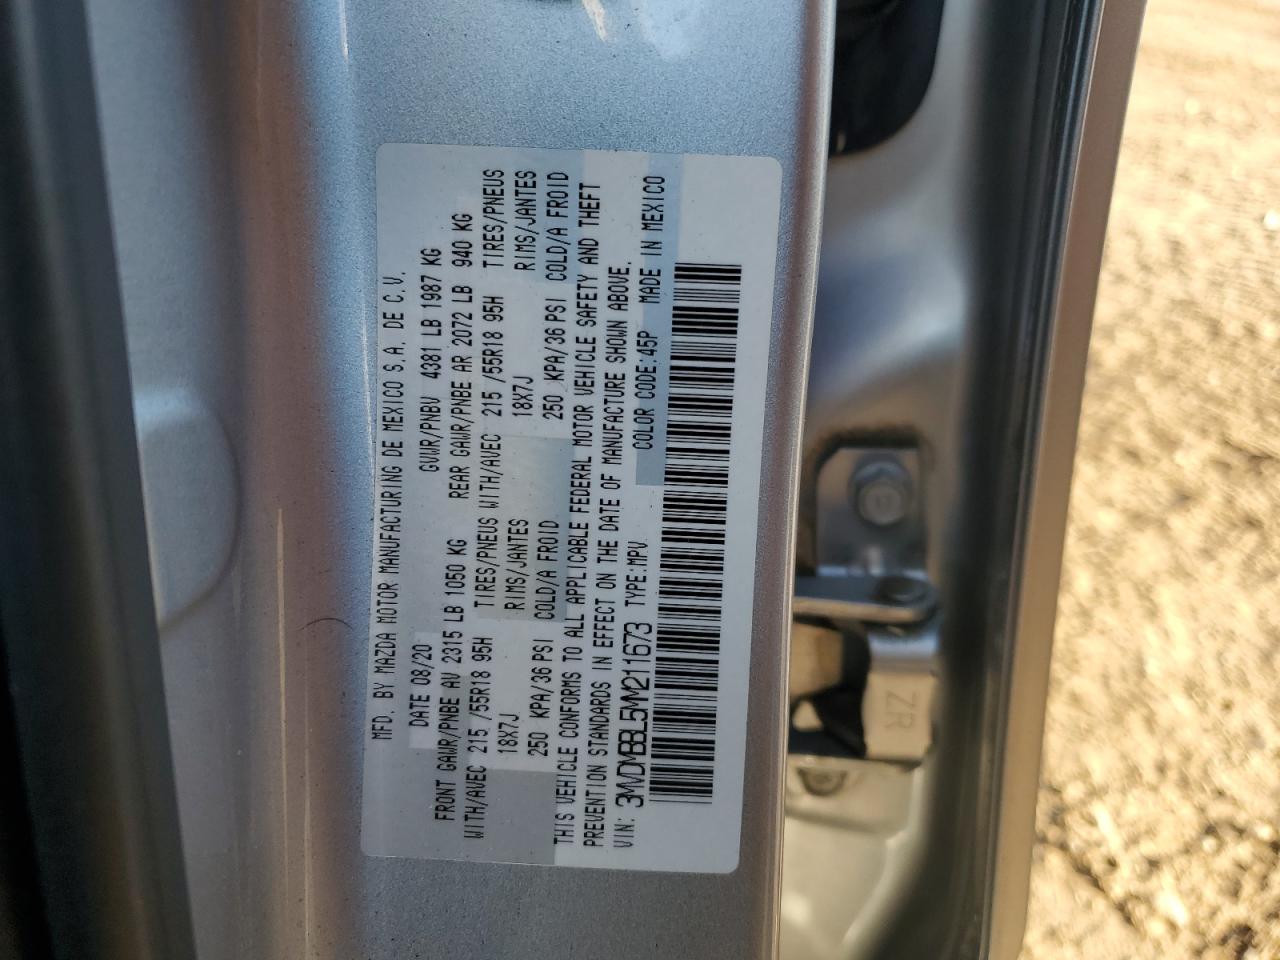 MFD. BY MAZDA MOTOR MANUFACTURING DE MEXICO S.A. DE C.V.
DATE 08/20 GVWR/PNBV 4381 LB 1987 KG
FRONT GAWR/PNBE AV 2315 LB 1050 KG REAR GAWR/PNBE AR 2072 LB 940 KG
WITH/AVEC 215 /55R18 95H TIRES/PNEUS WITH/AVEC 215 /55R18 95H TIRES/PNEUS
18X7J RIMS/JANTES 18X7J RIMS/JANTES
250 KPA/36 PSI COLD/A FROID 250 KPA/36 PSI COLD/A FROID
THIS VEHICLE CONFORMS TO ALL APPLICABLE FEDERAL MOTOR VEHICLE SAFETY AND THEFT
PREVENTION STANDARDS IN EFFECT ON THE DATE OF MANUFACTURE SHOWN ABOVE.
VIN: 3MVDMBBL5MM211673 TYPE:MPV COLOR CODE:45P MADE IN MEXICO
ZR